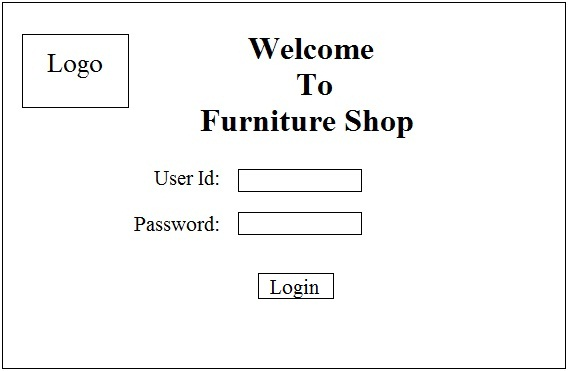 Logo
Welcome
To
Furniture Shop
User Id:
Password:
Login